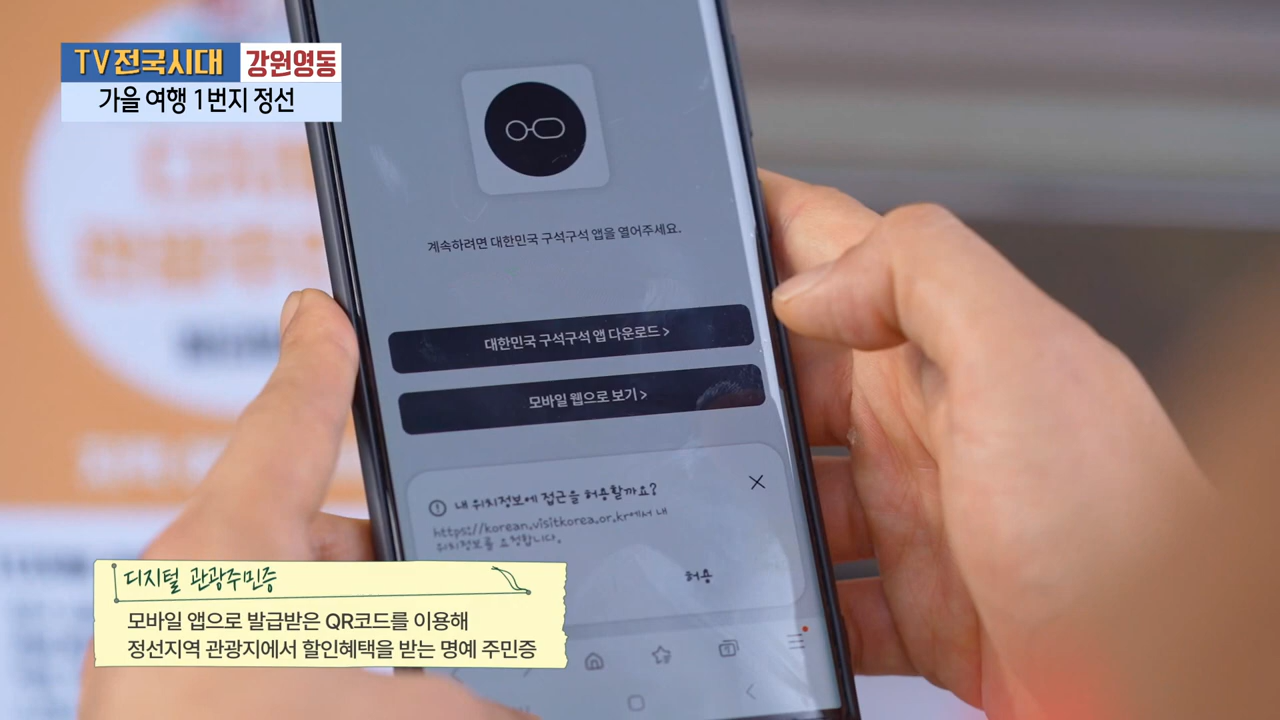 TV전국시대 강원영동
가을 여행 1번지 정선
계속하려면 대한민국 구석구석 앱을 열어주세요.
대한민국 구석구석 앱 다운로드 >
모바일 웹으로 보기 >
내 위치정보에 접근을 허용할까요?
https://korean.visitkorea.or.kr에서 내
위치정보를 요청합니다.
허용
디지털 관광주민증
모바일 앱으로 발급받은 QR코드를 이용해
정선지역 관광지에서 할인혜택을 받는 명예 주민증